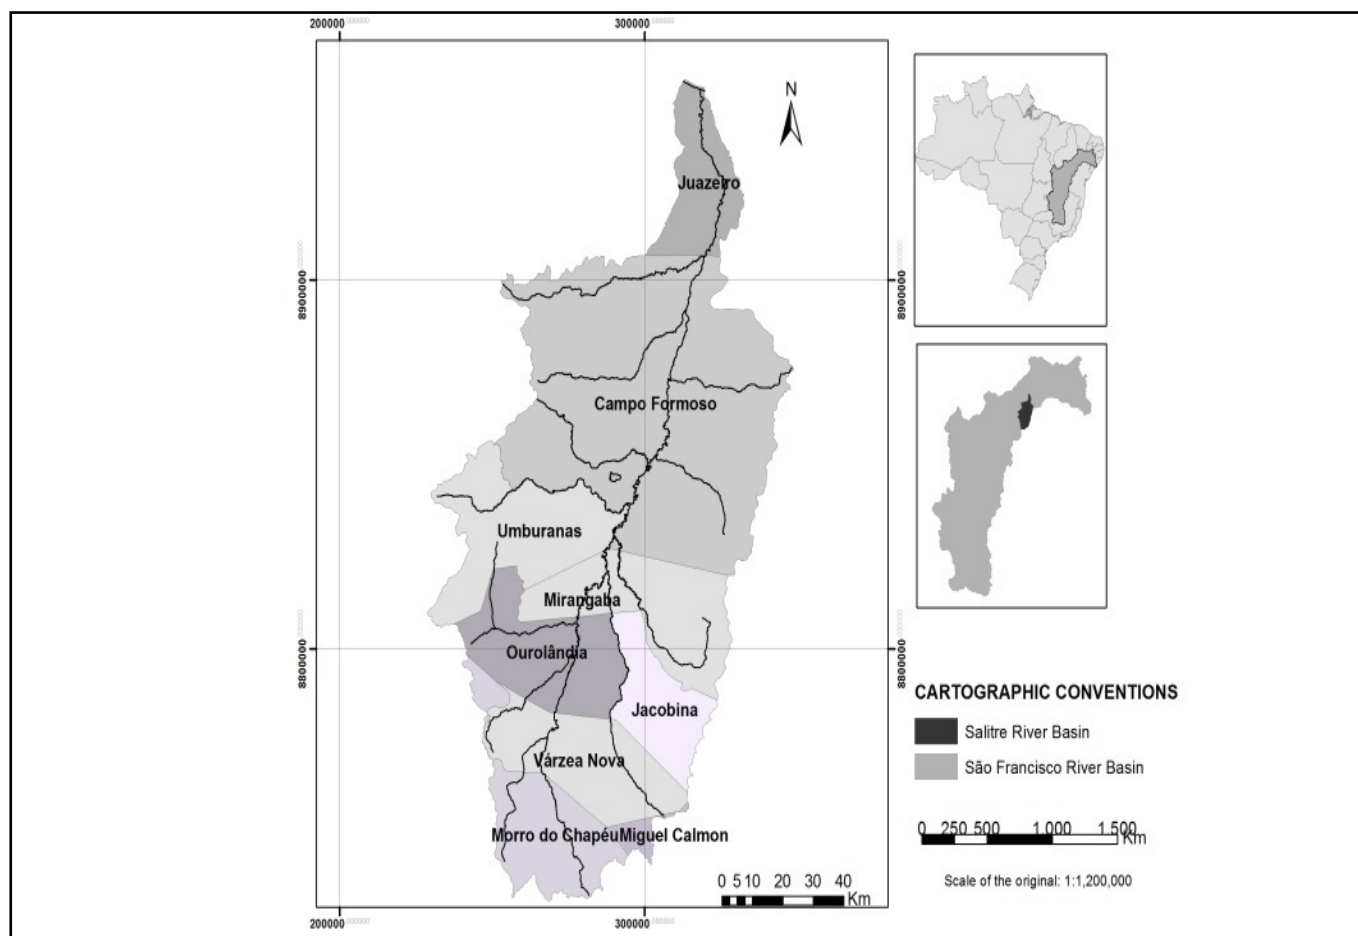 200000
300000
N
Juazeiro
8900000
8900000
Campo Formoso
Umburanas
Mirangaba
Ourolândia
8800000
8800000
Jacobina
Várzea Nova
Morro do Chapéu
Miguel Calmon
0 5 10 20 30 40
Km
200000
300000
CARTOGRAPHIC CONVENTIONS
Salitre River Basin
São Francisco River Basin
0 250 500 1.000 1.500
Km
Scale of the original: 1:1,200,000